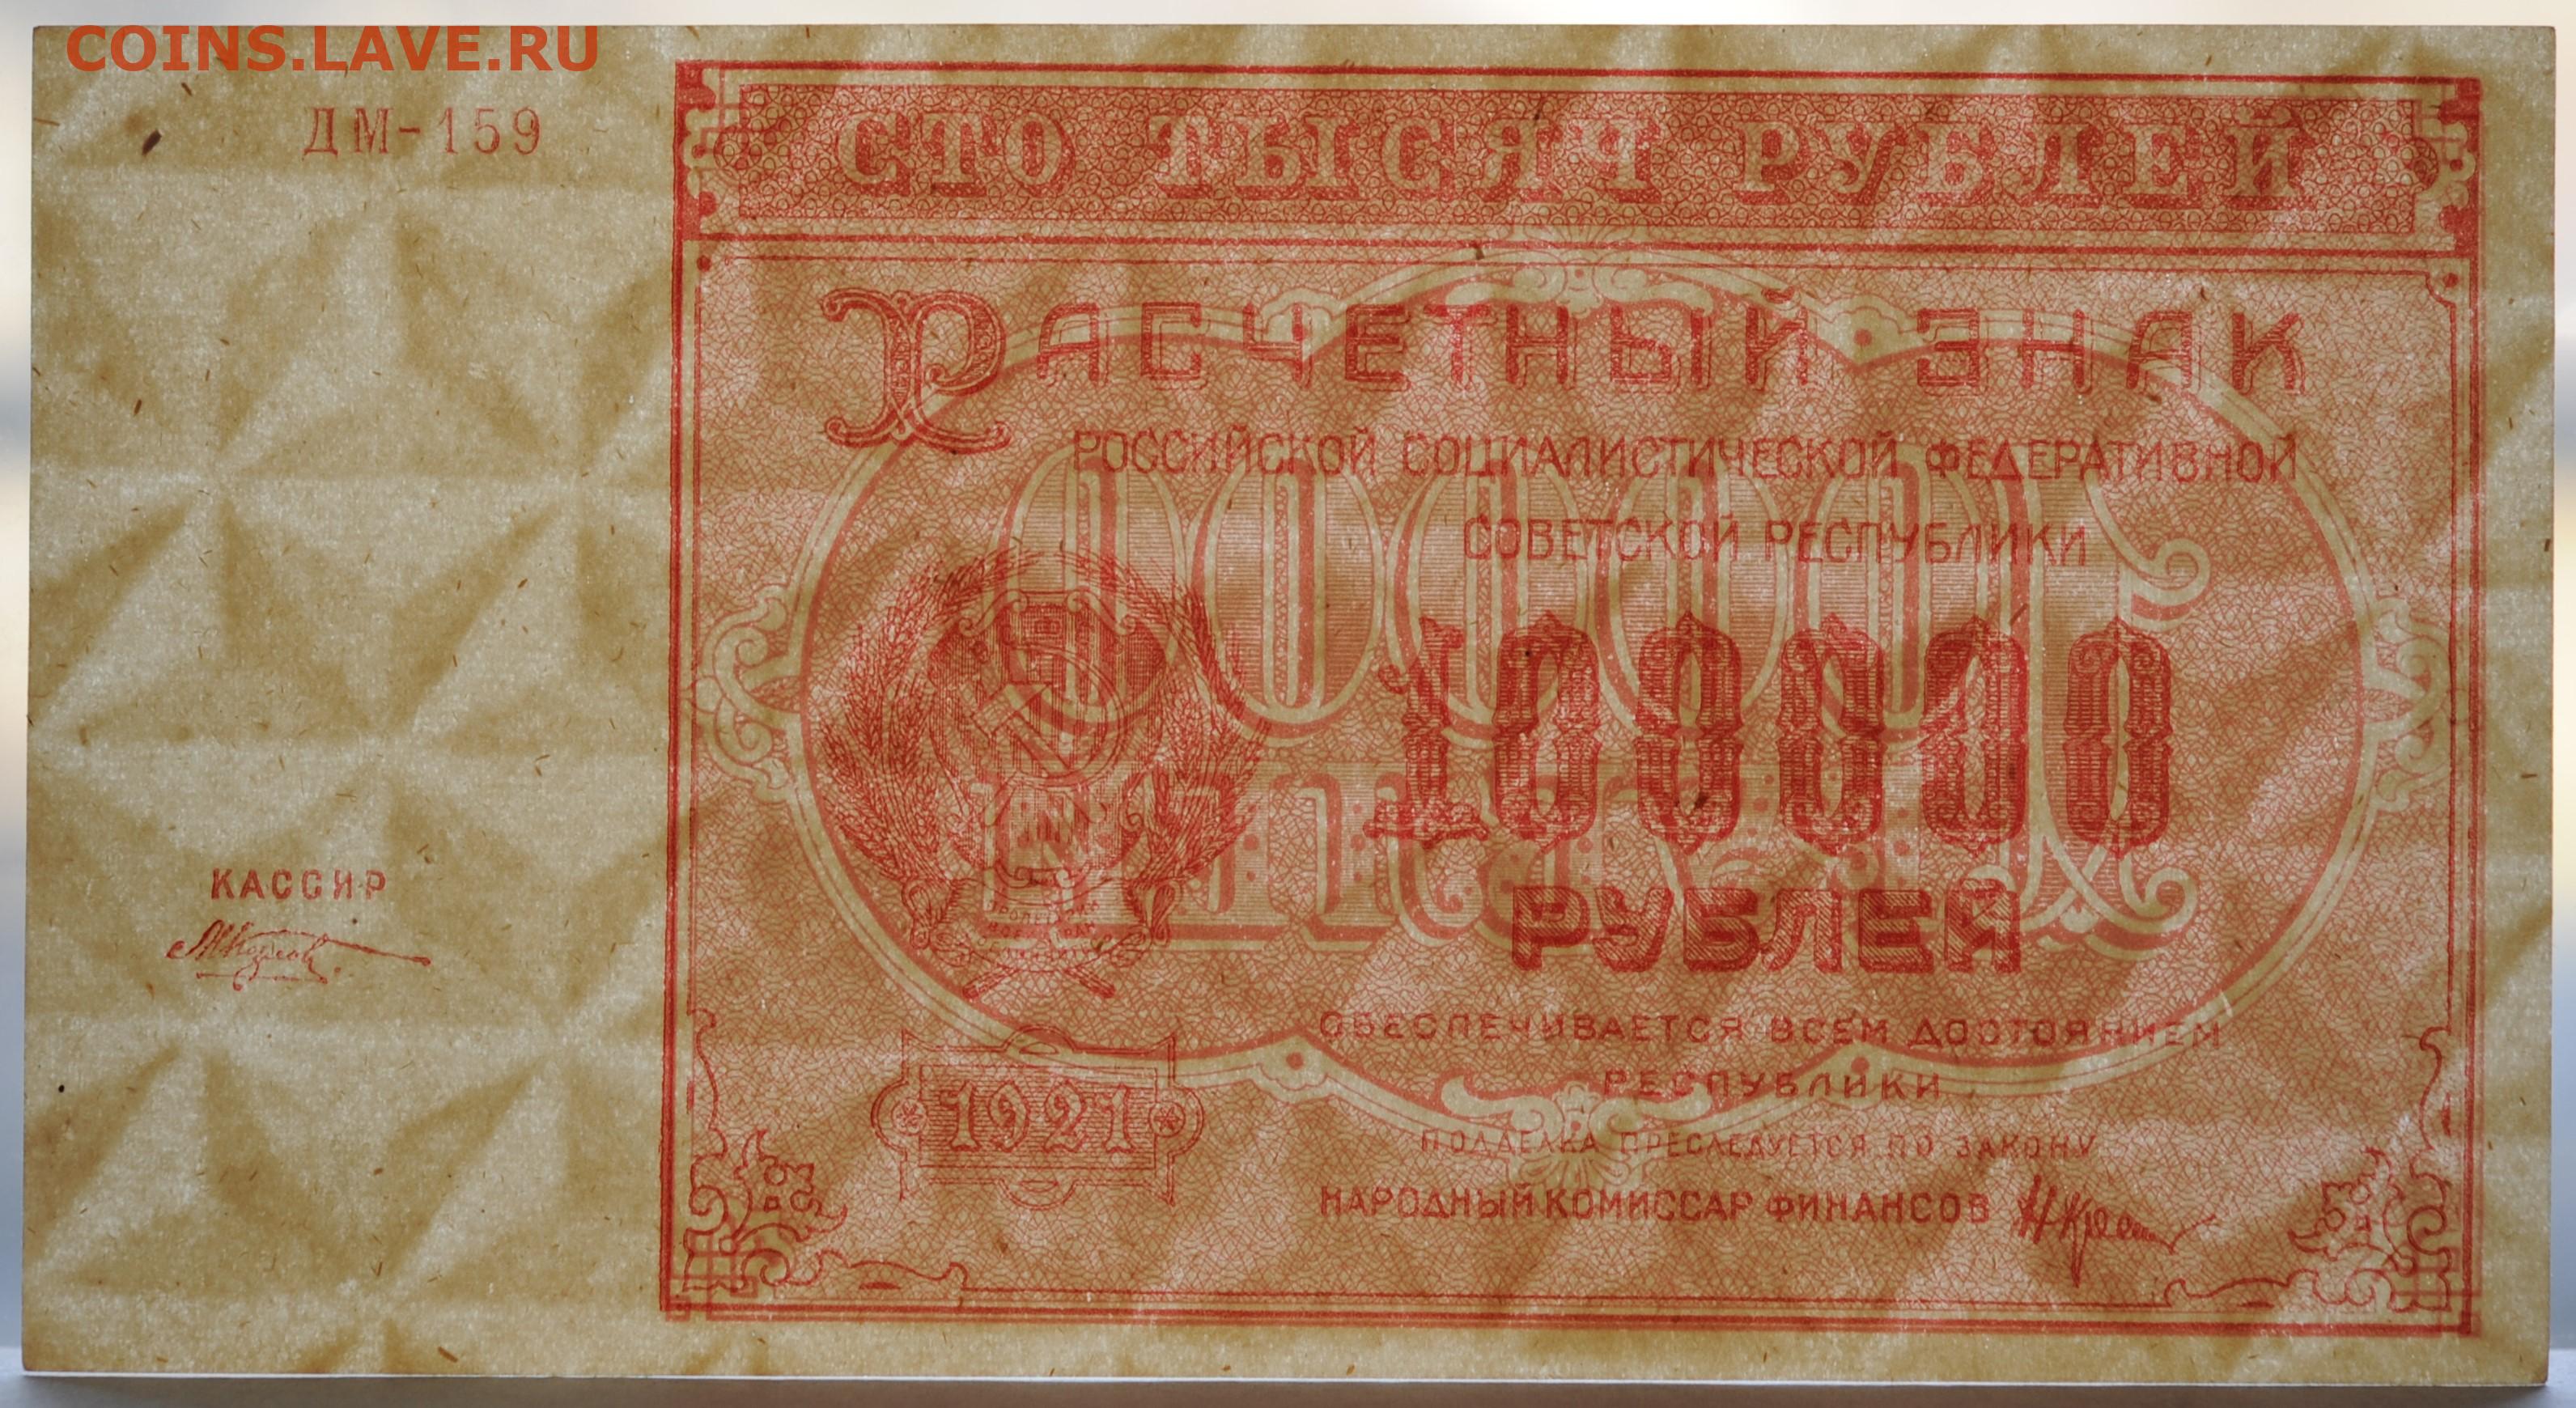 COINS.LAVE.RU
ДМ-159
СТО ТЫСЯЧ РУБЛЕЙ
РАСЧЕТНЫЙ ЗНАК
РОССИЙСКОЙ СОЦИАЛИСТИЧЕСКОЙ ФЕДЕРАТИВНОЙ
СОВЕТСКОЙ РЕСПУБЛИКИ
100000
РУБЛЕЙ
КАССИР
ОБЕСПЕЧИВАЕТСЯ ВСЕМ ДОСТОЯНИЕМ
РЕСПУБЛИКИ
1921
ПОДДЕЛКА ПРЕСЛЕДУЕТСЯ ПО ЗАКОНУ
НАРОДНЫЙ КОМИССАР ФИНАНСОВ